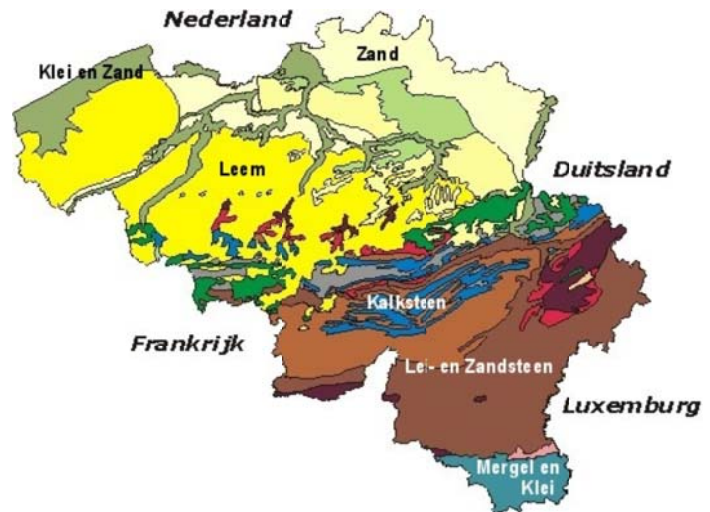 Nederland
Zand
Klei en Zand
Duitsland
Leem
Kalksteen
Frankrijk
Lei- en Zandsteen
Luxemburg
Mergel en
Klei